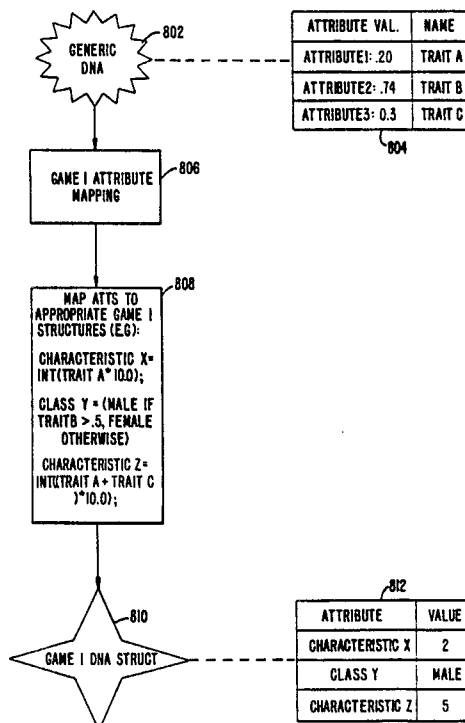 GENERIC
DNA
802
ATTRIBUTE VAL. NAME
ATTRIBUTE1: .20 TRAIT A
ATTRIBUTE2: .74 TRAIT B
ATTRIBUTE3: 0.3 TRAIT C
804
GAME I ATTRIBUTE
MAPPING
806
808
MAP ATTS TO
APPROPRIATE GAME I
STRUCTURES (E.G):
CHARACTERISTIC X=
INT(TRAIT A*10.0);
CLASS Y = (MALE IF
TRAITB >.5, FEMALE
OTHERWISE)
CHARACTERISTIC Z=
INT((TRAIT A + TRAIT C
)*10.0);
810
GAME I DNA STRUCT
812
ATTRIBUTE VALUE
CHARACTERISTIC X 2
CLASS Y MALE
CHARACTERISTIC Z 5